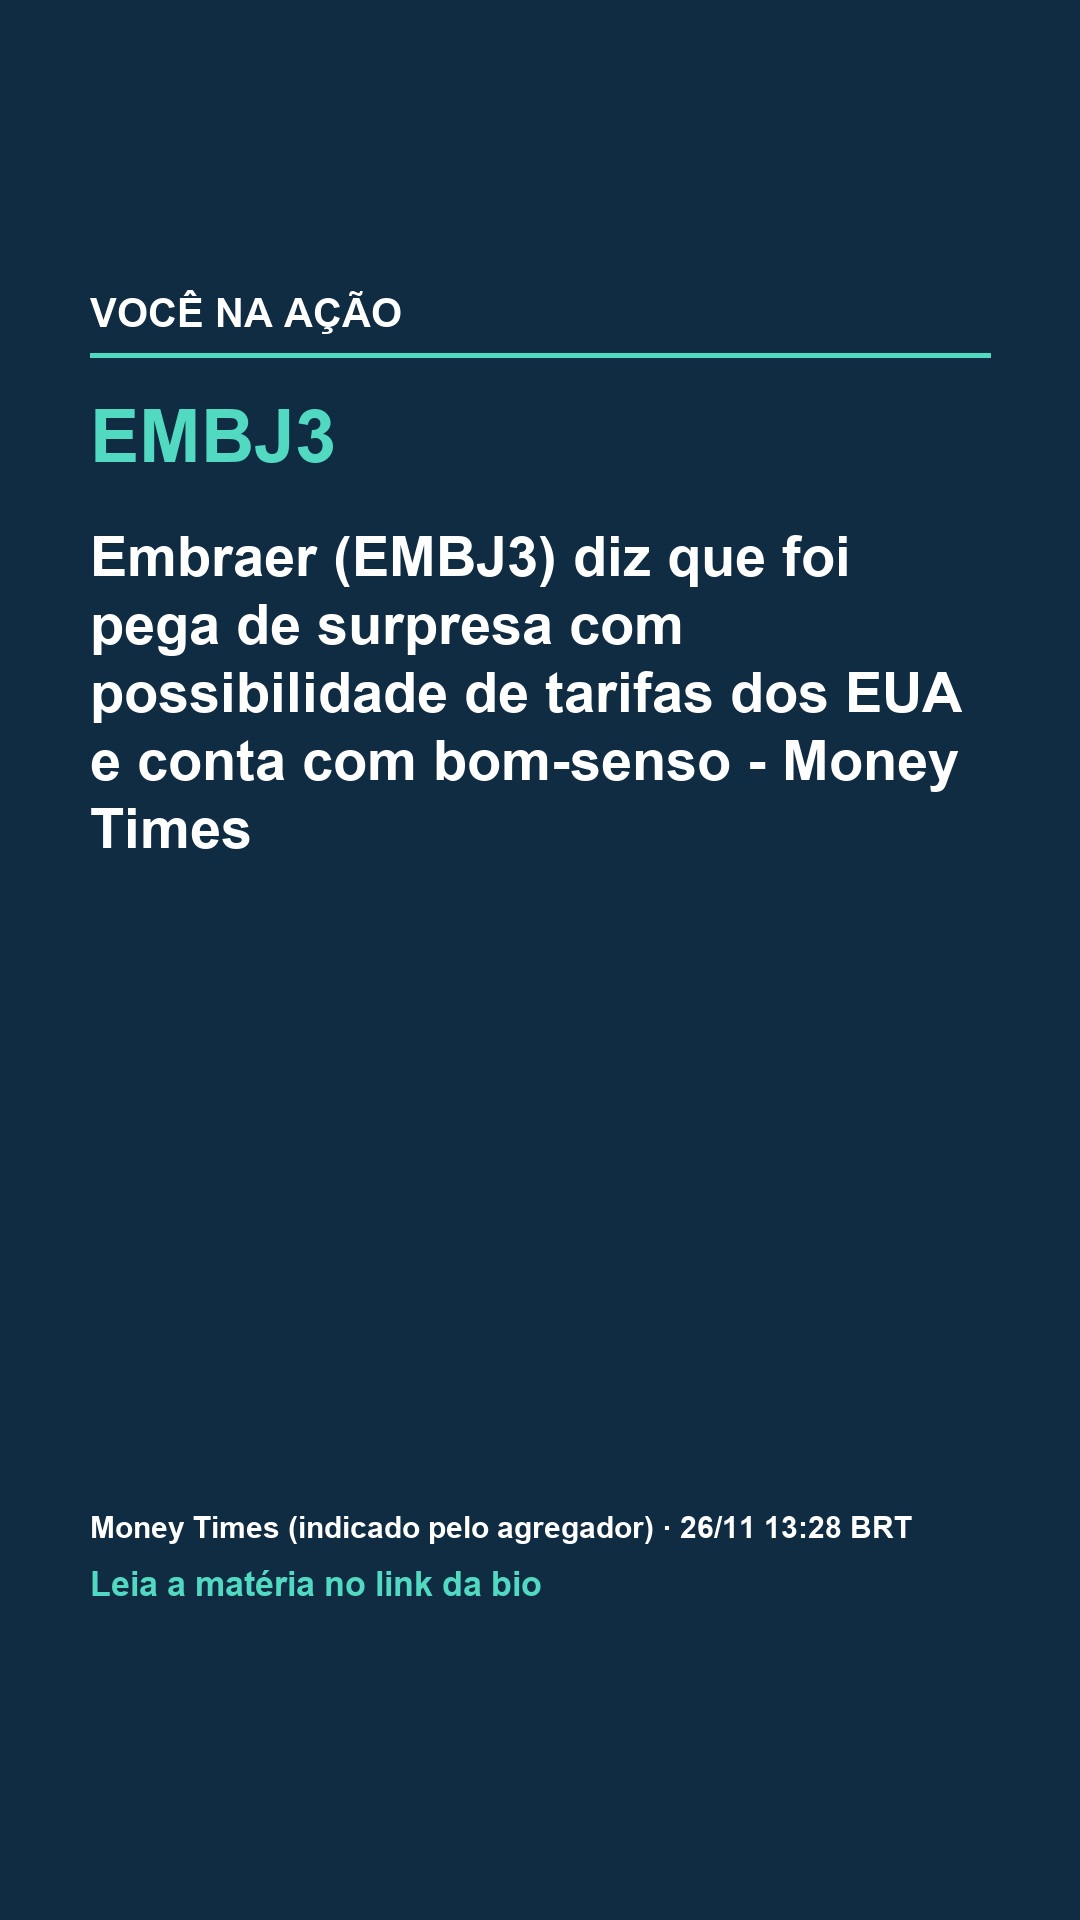 VOCÊ NA AÇÃO
EMBJ3
Embraer (EMBJ3) diz que foi
pega de surpresa com
possibilidade de tarifas dos EUA
e conta com bom-senso - Money
Times
Money Times (indicado pelo agregador) · 26/11 13:28 BRT
Leia a matéria no link da bio